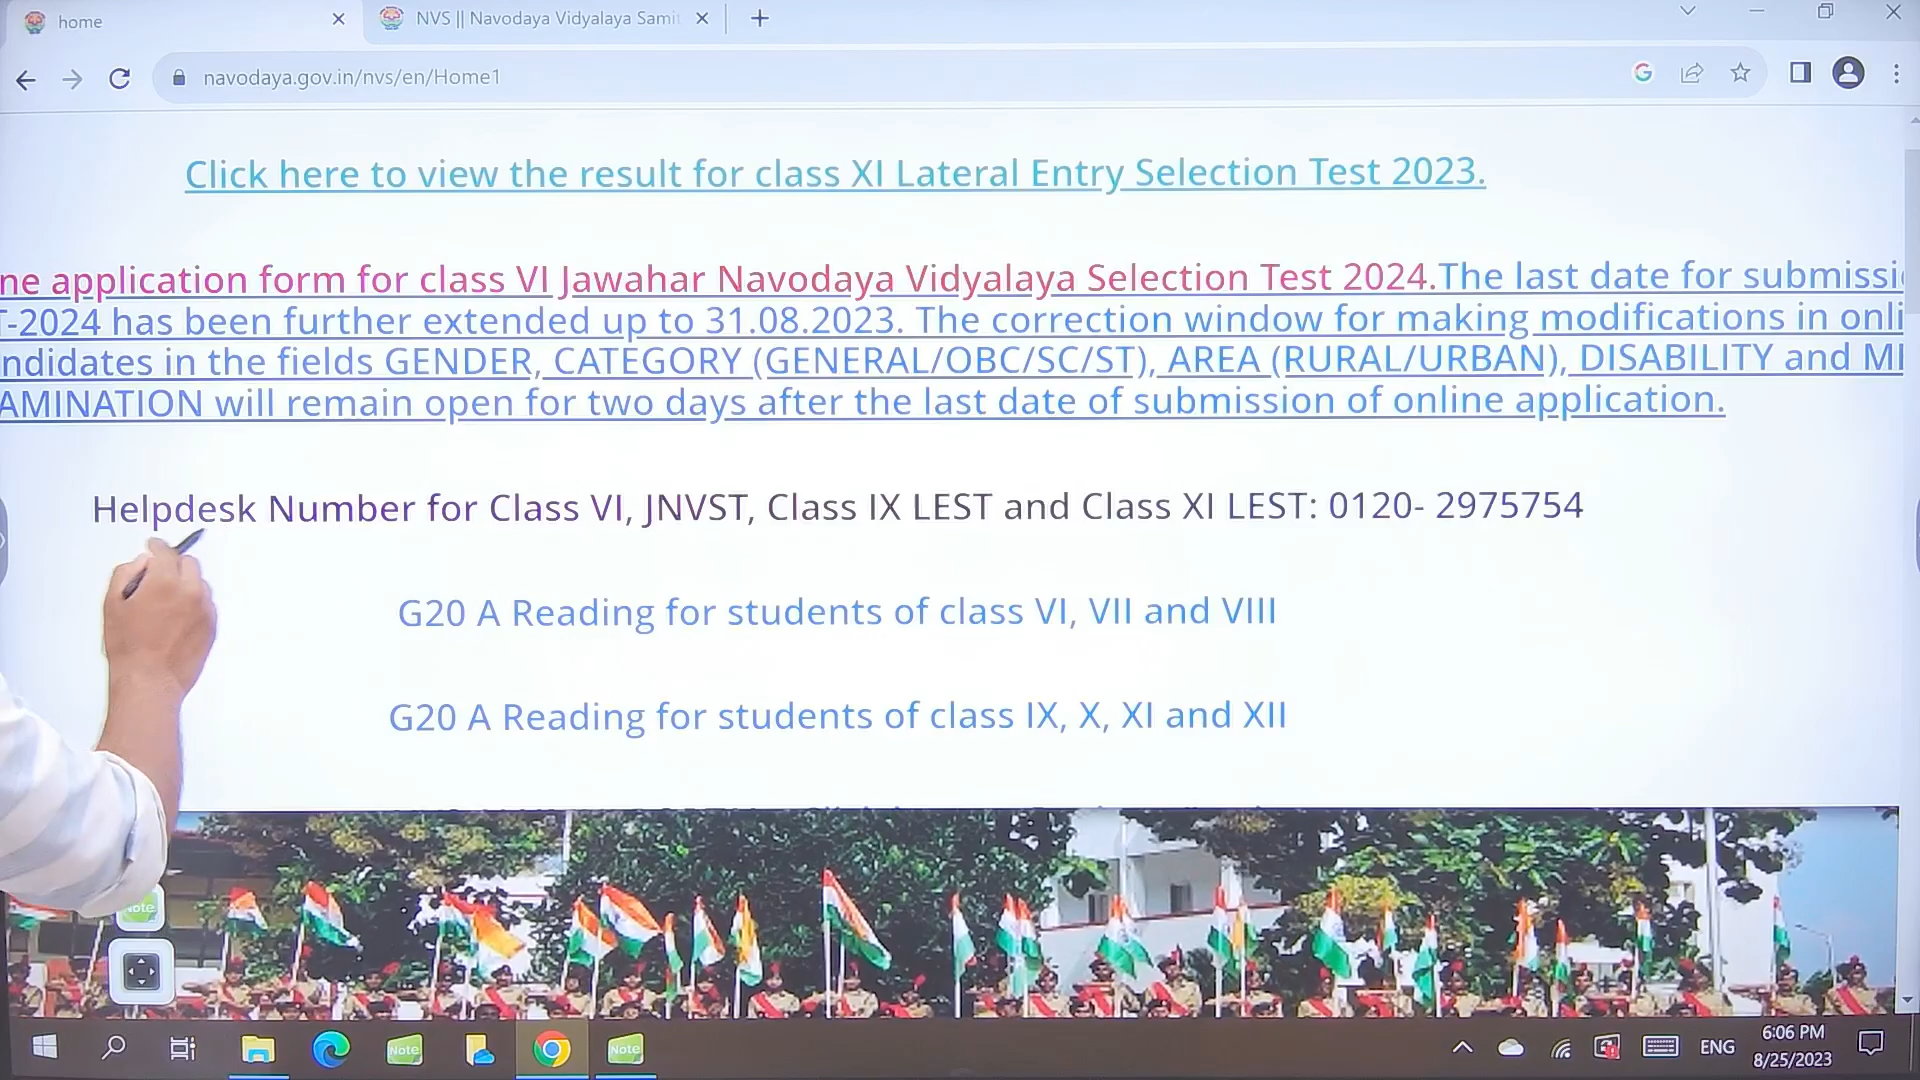 home
NVS || Navodaya Vidyalaya Samit
navodaya.gov.in/nvs/en/Home1
Click here to view the result for class XI Lateral Entry Selection Test 2023.
ne application form for class VI Jawahar Navodaya Vidyalaya Selection Test 2024.The last date for submissi
T-2024 has been further extended up to 31.08.2023. The correction window for making modifications in onli
ndidates in the fields GENDER, CATEGORY (GENERAL/OBC/SC/ST), AREA (RURAL/URBAN), DISABILITY and MI
AMINATION will remain open for two days after the last date of submission of online application.
Helpdesk Number for Class VI, JNVST, Class IX LEST and Class XI LEST: 0120- 2975754
G20 A Reading for students of class VI, VII and VIII
G20 A Reading for students of class IX, X, XI and XII
Note
Note
Note
ENG
6:06 PM
8/25/2023